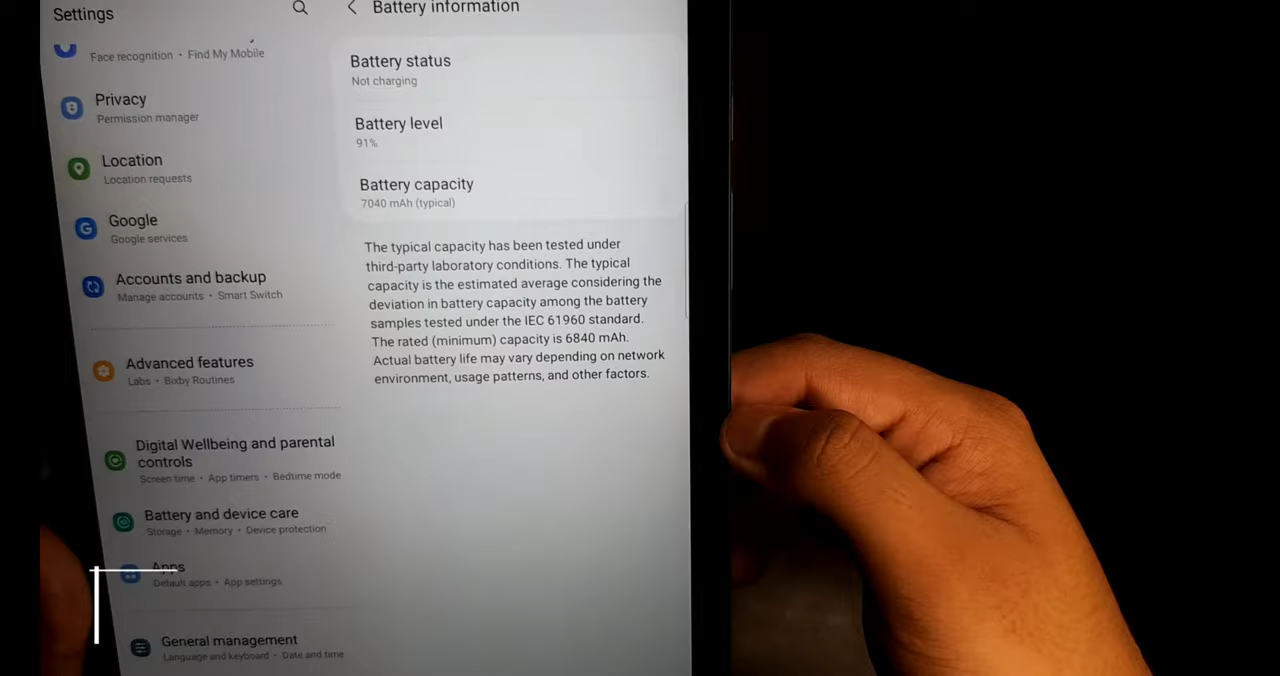 Settings
Face recognition • Find My Mobile
Privacy
Permission manager
Location
Location requests
Google
Google services
Accounts and backup
Manage accounts • Smart Switch
Advanced features
Labs • Bixby Routines
Digital Wellbeing and parental
controls
Screen time • App timers • Bedtime mode
Battery and device care
Storage • Memory • Device protection
Apps
Default apps • App settings
General management
Language and keyboard • Date and time
Battery information
Battery status
Not charging
Battery level
91%
Battery capacity
7040 mAh (typical)
The typical capacity has been tested under
third-party laboratory conditions. The typical
capacity is the estimated average considering the
deviation in battery capacity among the battery
samples tested under the IEC 61960 standard.
The rated (minimum) capacity is 6840 mAh.
Actual battery life may vary depending on network
environment, usage patterns, and other factors.